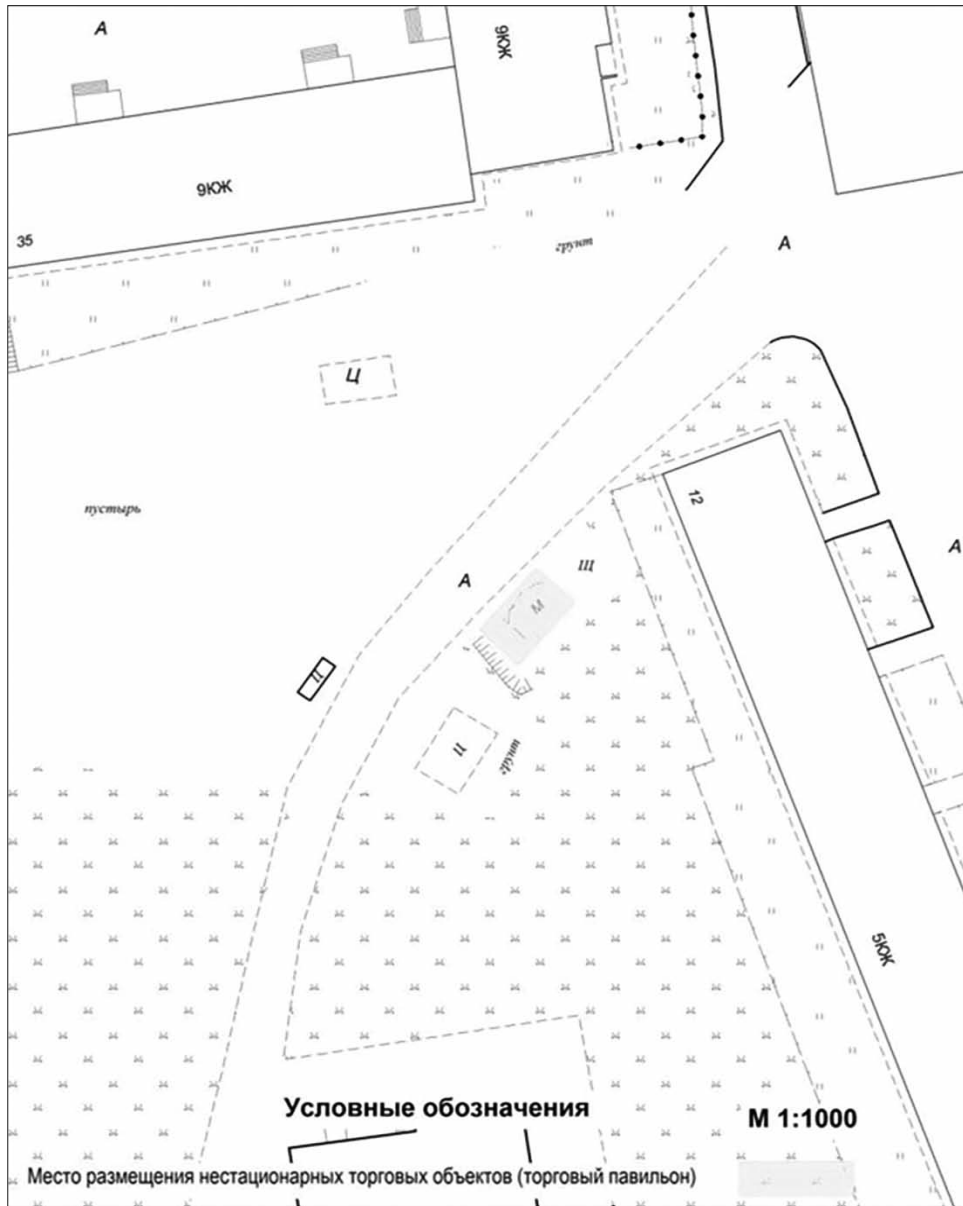 А
9КЖ
9КЖ
35
грунт
А
Ц
12
пустырь
А
Щ
А
М
Ц
Ц
грунт
5КЖ
Условные обозначения
М 1:1000
Место размещения нестационарных торговых объектов (торговый павильон)